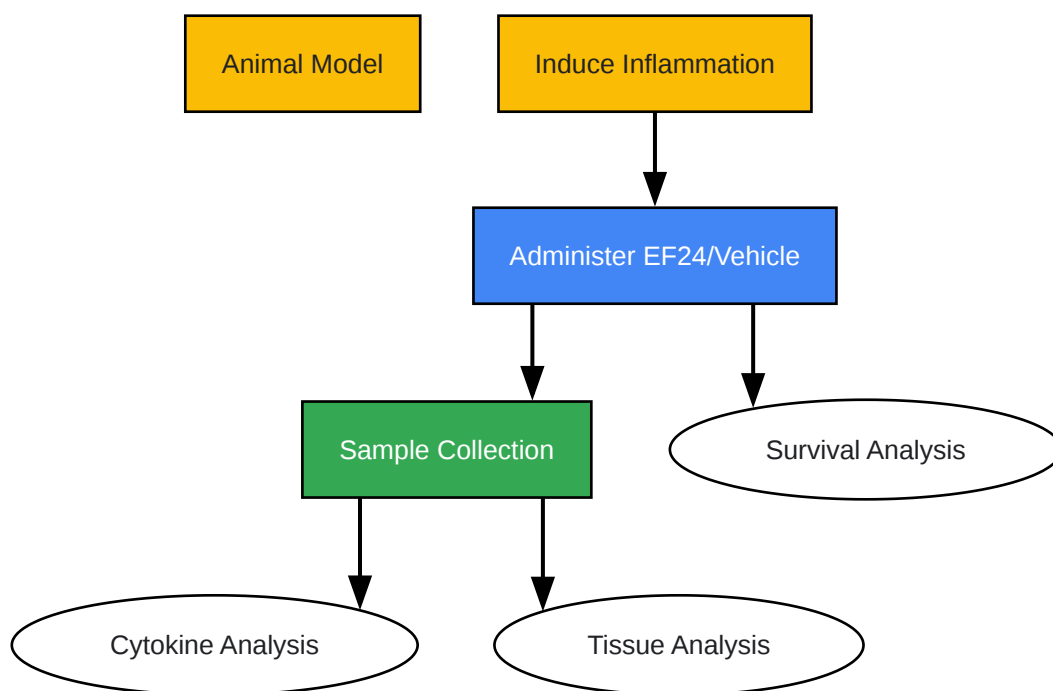 Animal Model
Induce Inflammation
Administer EF24/Vehicle
Sample Collection
Survival Analysis
Cytokine Analysis
Tissue Analysis